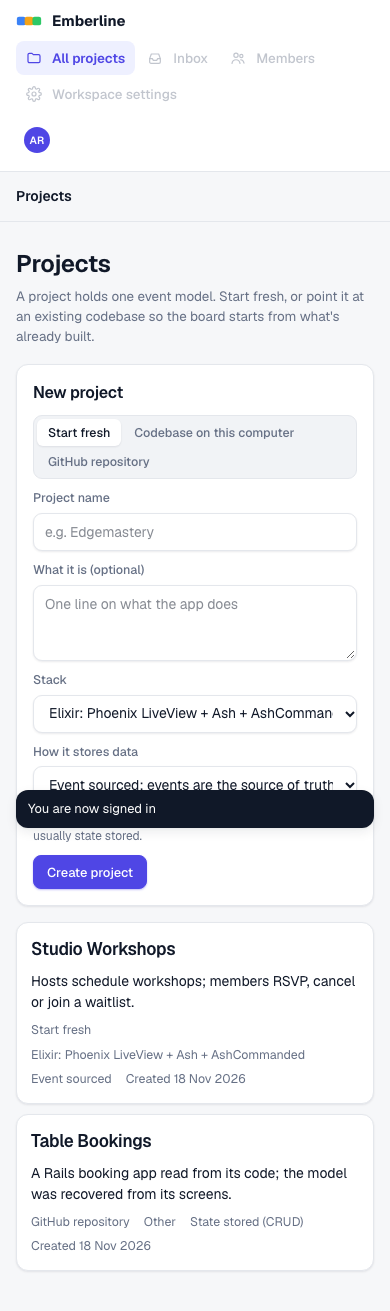 Emberline
All projects
Inbox
Members
Workspace settings
AR
Projects
Projects
A project holds one event model. Start fresh, or point it at
an existing codebase so the board starts from what's
already built.
New project
Start fresh
Codebase on this computer
GitHub repository
Project name
e.g. Edgemastery
What it is (optional)
One line on what the app does
Stack
Elixir: Phoenix LiveView + Ash + AshComman
How it stores data
Event sourced: events are the source of truth
You are now signed in
usually state stored.
Create project
Studio Workshops
Hosts schedule workshops; members RSVP, cancel
or join a waitlist.
Start fresh
Elixir: Phoenix LiveView + Ash + AshCommanded
Event sourced Created 18 Nov 2026
Table Bookings
A Rails booking app read from its code; the model
was recovered from its screens.
GitHub repository Other State stored (CRUD)
Created 18 Nov 2026